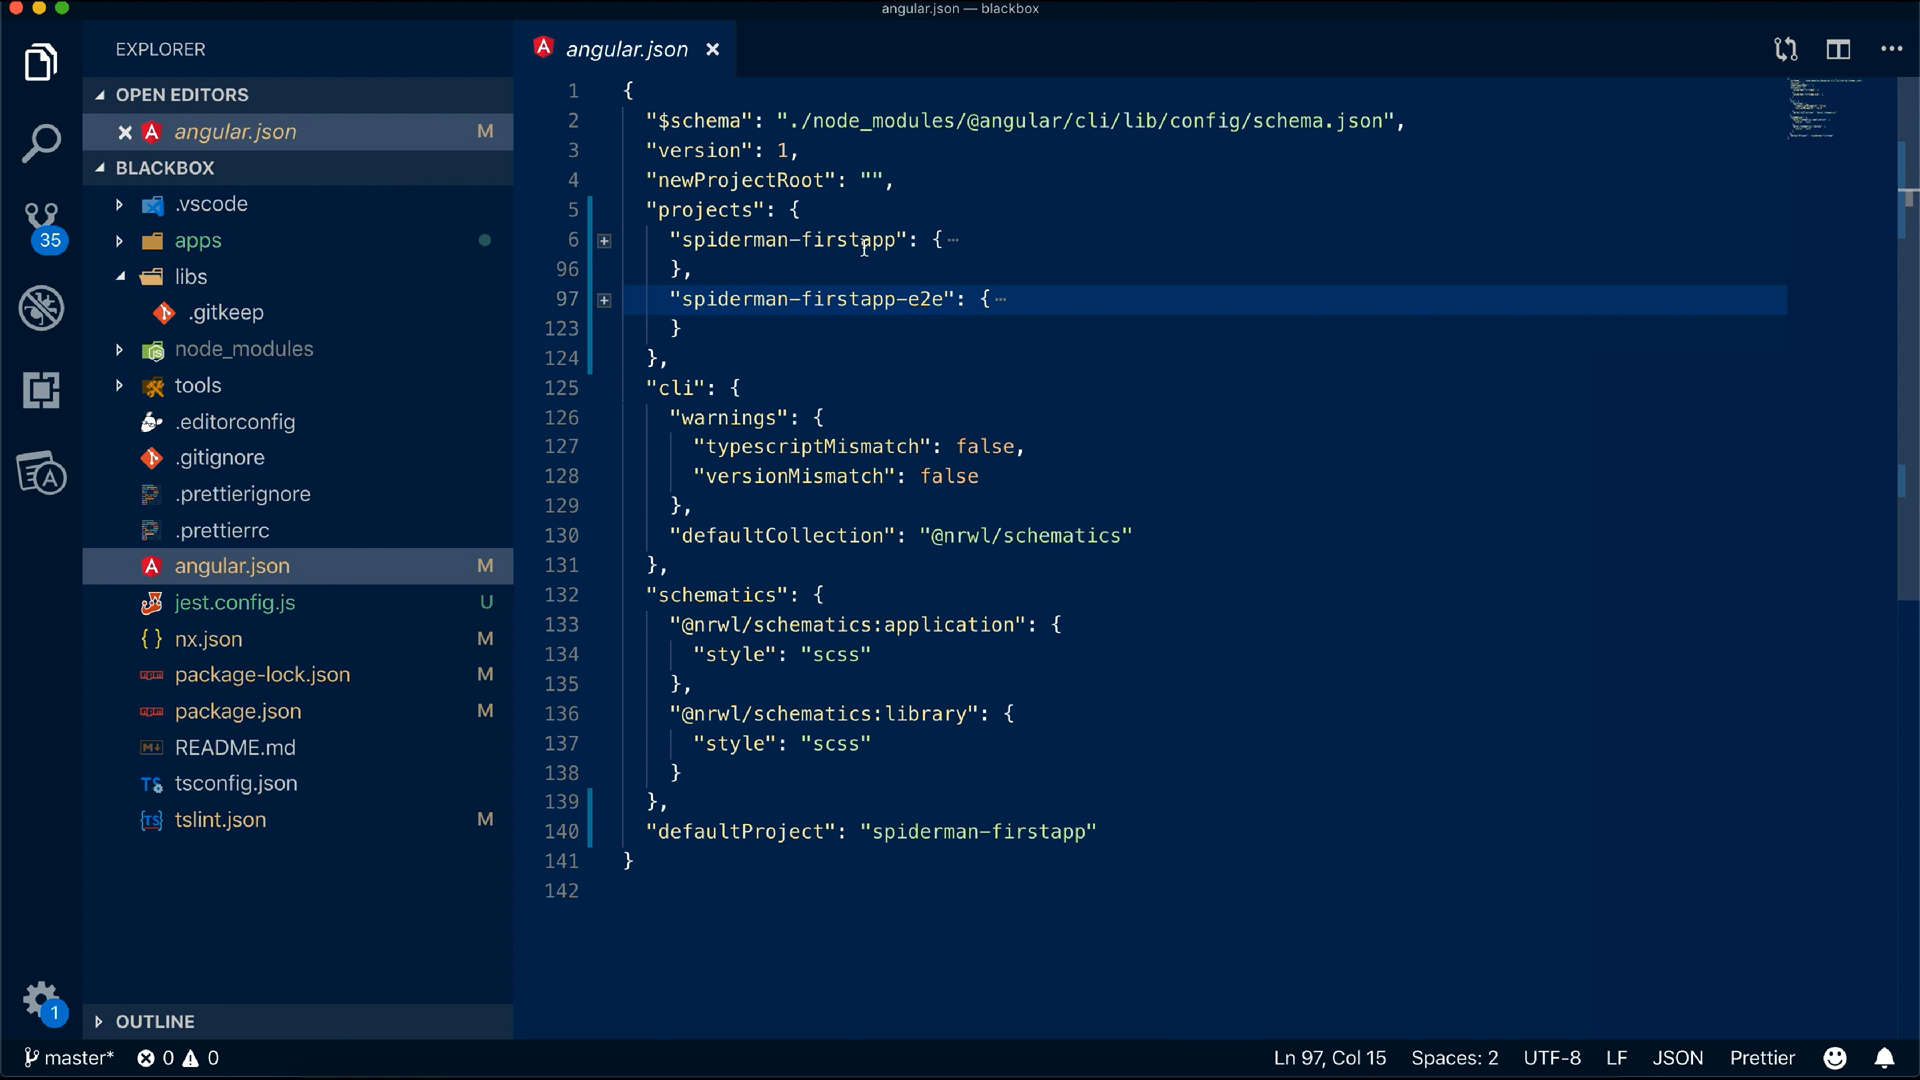 angular.json — blackbox
EXPLORER
OPEN EDITORS
angular.json M
BLACKBOX
.vscode
apps
libs
.gitkeep
node_modules
tools
.editorconfig
.gitignore
.prettierignore
.prettierrc
angular.json M
jest.config.js U
nx.json M
package-lock.json M
package.json M
README.md
tsconfig.json
tslint.json M
OUTLINE
35
1
angular.json
1 {
2 "$schema": "./node_modules/@angular/cli/lib/config/schema.json",
3 "version": 1,
4 "newProjectRoot": "",
5 "projects": {
6 "spiderman-firstapp": {···
96 },
97 "spiderman-firstapp-e2e": {···
123 }
124 },
125 "cli": {
126 "warnings": {
127 "typescriptMismatch": false,
128 "versionMismatch": false
129 },
130 "defaultCollection": "@nrwl/schematics"
131 },
132 "schematics": {
133 "@nrwl/schematics:application": {
134 "style": "scss"
135 },
136 "@nrwl/schematics:library": {
137 "style": "scss"
138 }
139 },
140 "defaultProject": "spiderman-firstapp"
141 }
142
master* 0 0 Ln 97, Col 15 Spaces: 2 UTF-8 LF JSON Prettier